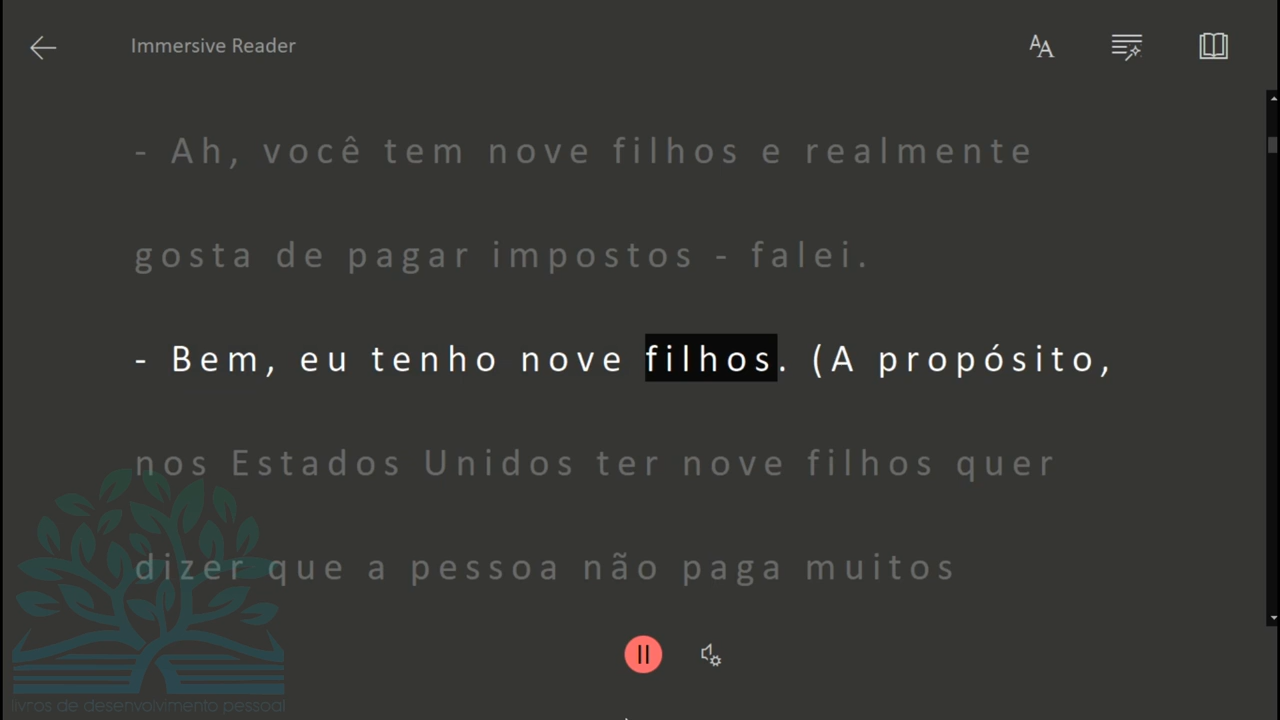 Immersive Reader
- Ah, você tem nove filhos e realmente
gosta de pagar impostos - falei.
- Bem, eu tenho nove filhos. (A propósito,
nos Estados Unidos ter nove filhos quer
dizer que a pessoa não paga muitos
livros de desenvolvimento pessoal